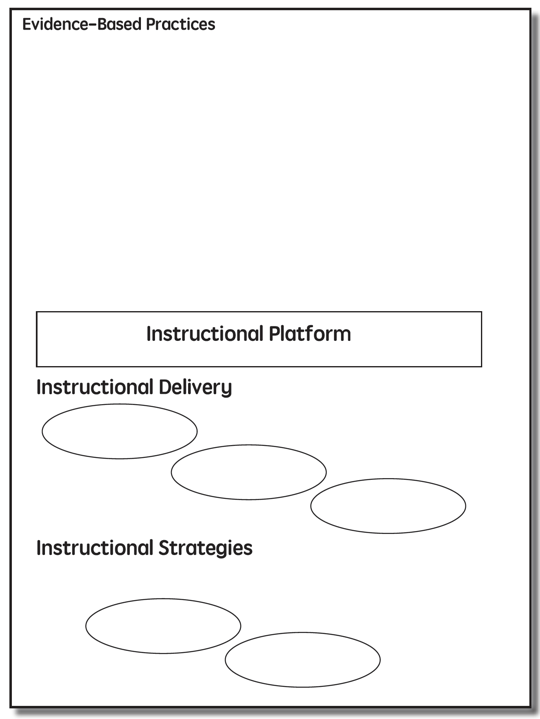 Evidence-Based Practices
Instructional Platform
Instructional Delivery
Instructional Strategies